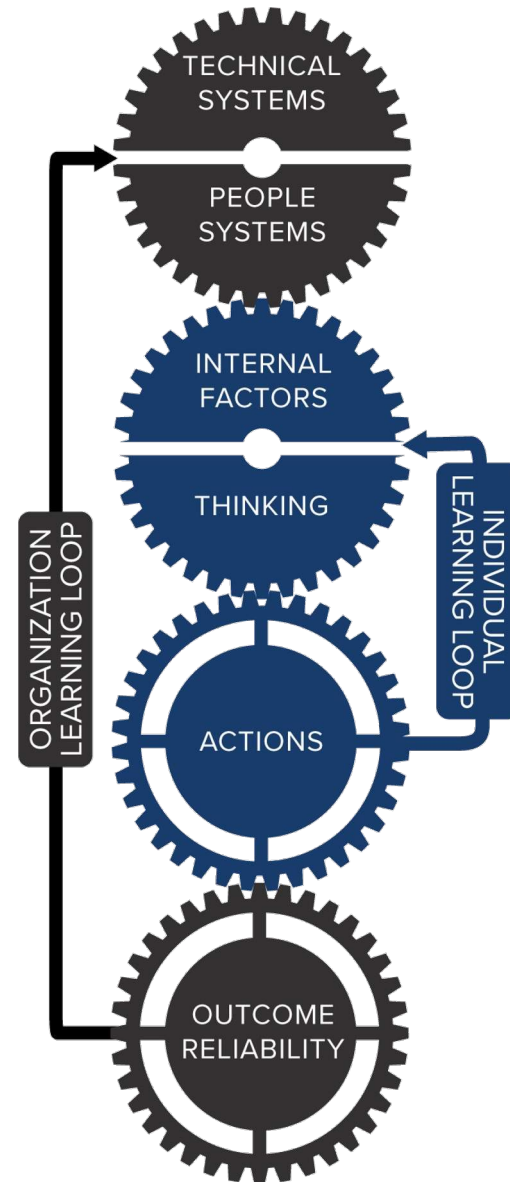 TECHNICAL
SYSTEMS
PEOPLE
SYSTEMS
INTERNAL
FACTORS
THINKING
INDIVIDUAL
LEARNING LOOP
ORGANIZATION
LEARNING LOOP
ACTIONS
OUTCOME
RELIABILITY